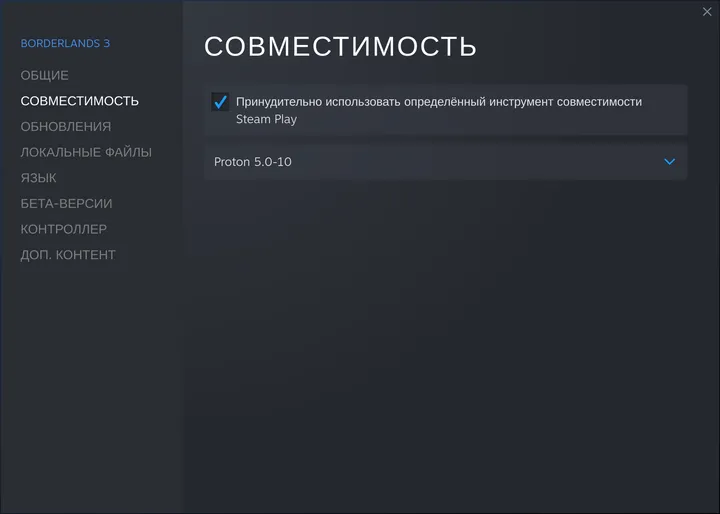 BORDERLANDS 3
ОБЩИЕ
СОВМЕСТИМОСТЬ
ОБНОВЛЕНИЯ
ЛОКАЛЬНЫЕ ФАЙЛЫ
ЯЗЫК
БЕТА-ВЕРСИИ
КОНТРОЛЛЕР
ДОП. КОНТЕНТ
СОВМЕСТИМОСТЬ
Принудительно использовать определённый инструмент совместимости
Steam Play
Proton 5.0-10